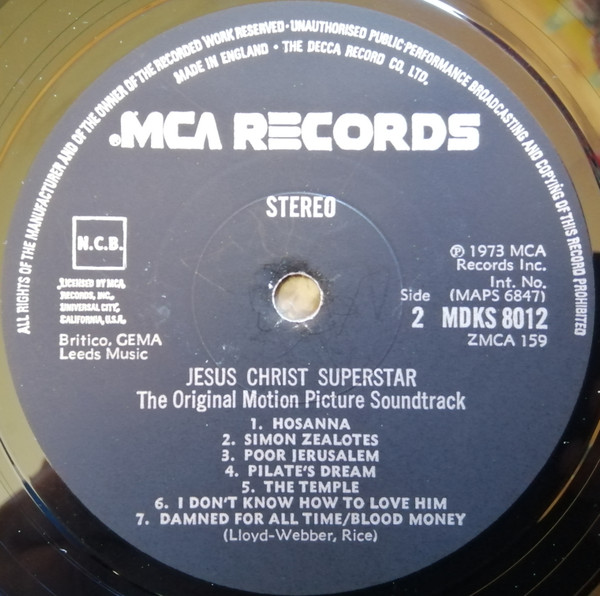 ALL RIGHTS OF THE MANUFACTURER AND OF THE OWNER OF THE RECORDED WORK RESERVED · UNAUTHORISED PUBLIC PERFORMANCE BROADCASTING AND COPYING OF THIS RECORD PROHIBITED
MADE IN ENGLAND · THE DECCA RECORD CO, LTD.
® MCA RECORDS
STEREO
N.C.B.
LICENSED BY MCA
RECORDS, INC.,
UNIVERSAL CITY,
CALIFORNIA, U.S.A.
Britico. GEMA
Leeds Music
℗ 1973 MCA
Records Inc.
Int. No.
(MAPS 6847)
Side
2 MDKS 8012
ZMCA 159
JESUS CHRIST SUPERSTAR
The Original Motion Picture Soundtrack
1. HOSANNA
2. SIMON ZEALOTES
3. POOR JERUSALEM
4. PILATE'S DREAM
5. THE TEMPLE
6. I DON'T KNOW HOW TO LOVE HIM
7. DAMNED FOR ALL TIME/BLOOD MONEY
(Lloyd-Webber, Rice)